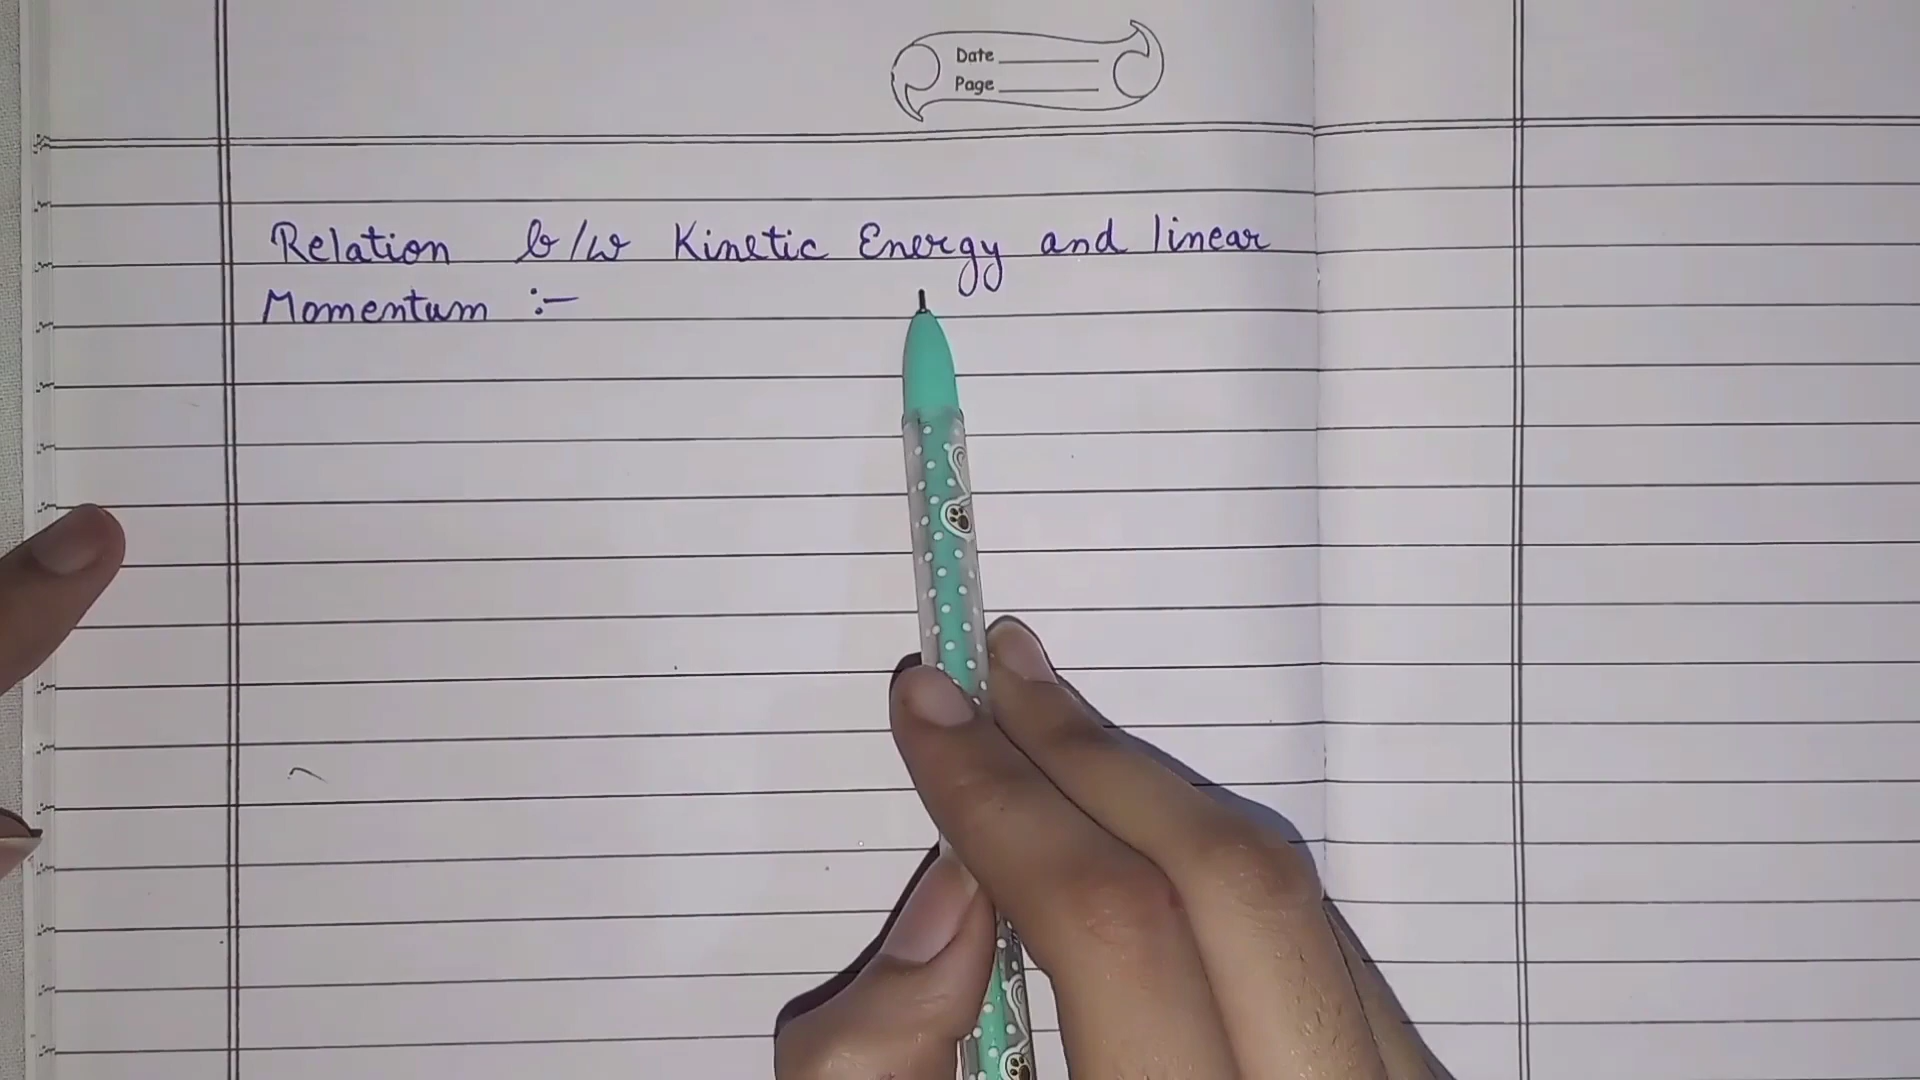 Date
Page
Relation b/w Kinetic Energy and linear
Momentum :-